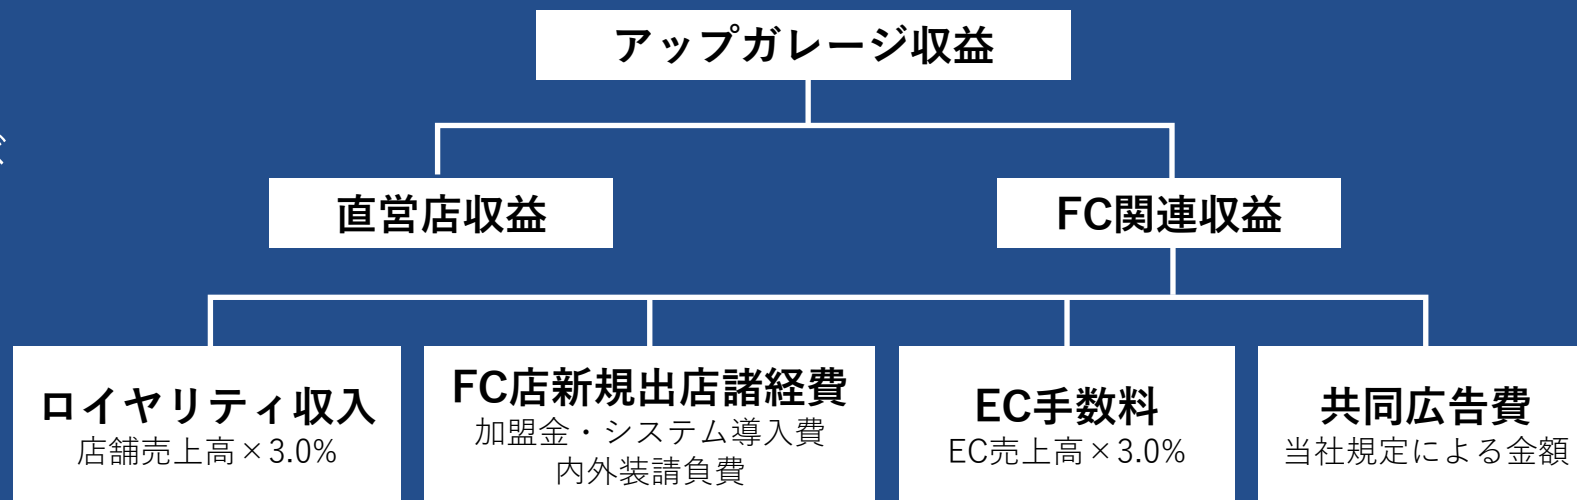 アップガレージ収益
直営店収益
FC関連収益
ロイヤリティ収入
店舗売上高×3.0%
FC店新規出店諸経費
加盟金・システム導入費
内外装請負費
EC手数料
EC売上高×3.0%
共同広告費
当社規定による金額